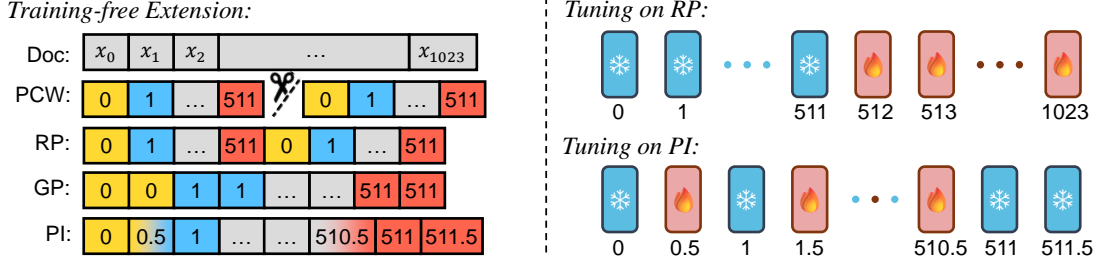 Training-free Extension:
Doc: x₀ x₁ x₂ ... x₁₀₂₃
PCW: 0 1 ... 511 0 1 ... 511
RP: 0 1 ... 511 0 1 ... 511
GP: 0 0 1 1 ... ... 511 511
PI: 0 0.5 1 ... ... 510.5 511 511.5
Tuning on RP:
0 1 511 512 513 1023
Tuning on PI:
0 0.5 1 1.5 510.5 511 511.5